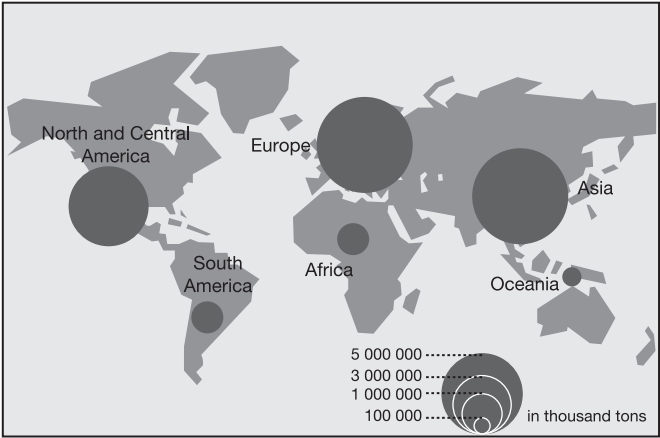 North and Central
America
Europe
Asia
South
America
Africa
Oceania
5 000 000
3 000 000
1 000 000
100 000
in thousand tons